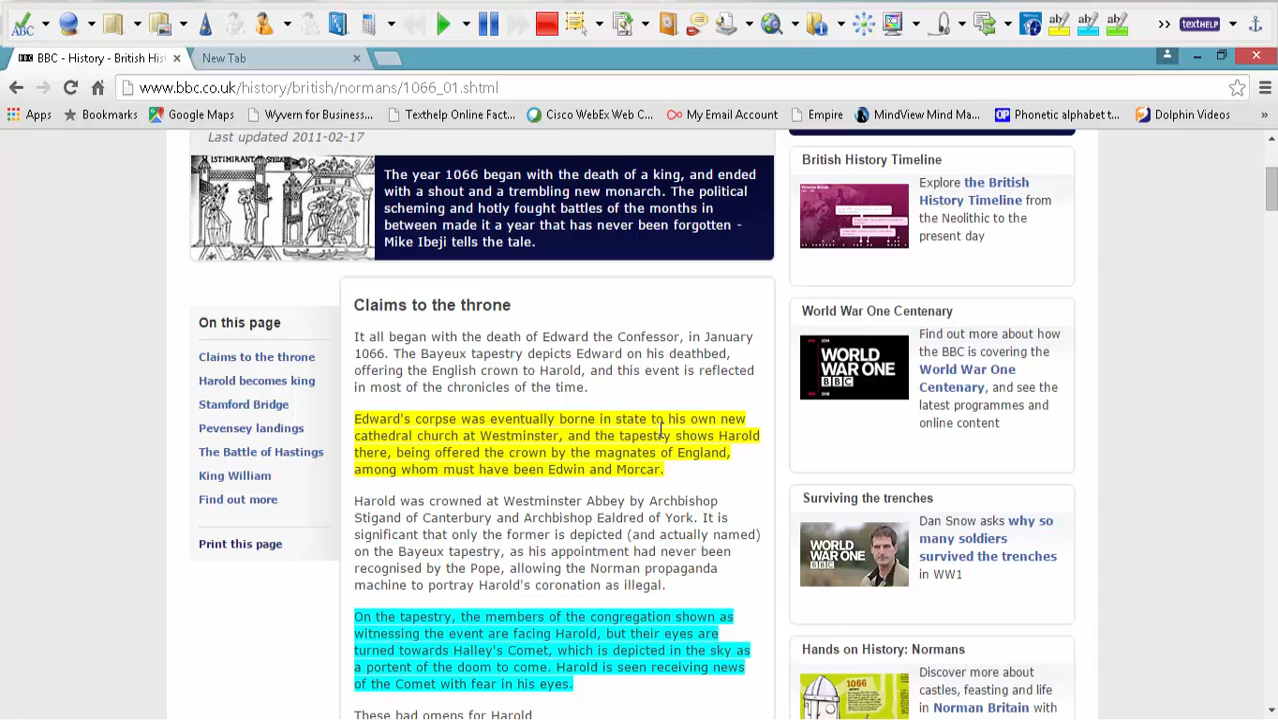 ABC
ab
ab
ab
>>
TEXTHELP
BBC - History - British His
New Tab
www.bbc.co.uk/history/british/normans/1066_01.shtml
Apps
Bookmarks
Google Maps
Wyvern Business...
Texthelp Online Fact...
Cisco WebEx Web C...
My Email Account
Empire
MindView Mind Ma...
OP
Phonetic alphabet t...
Dolphin Videos
»
Last updated 2011-02-17
The year 1066 began with the death of a king, and ended
with a shout and a trembling new monarch. The political
scheming and hotly fought battles of the months in
between made it a year that has never been forgotten -
Mike Ibeji tells the tale.
On this page
Claims to the throne
Harold becomes king
Stamford Bridge
Pevensey landings
The Battle of Hastings
King William
Find out more
Print this page
Claims to the throne
It all began with the death of Edward the Confessor, in January
1066. The Bayeux tapestry depicts Edward on his deathbed,
offering the English crown to Harold, and this event is reflected
in most of the chronicles of the time.
Edward's corpse was eventually borne in state to his own new
cathedral church at Westminster, and the tapestry shows Harold
there, being offered the crown by the magnates of England,
among whom must have been Edwin and Morcar.
Harold was crowned at Westminster Abbey by Archbishop
Stigand of Canterbury and Archbishop Ealdred of York. It is
significant that only the former is depicted (and actually named)
on the Bayeux tapestry, as his appointment had never been
recognised by the Pope, allowing the Norman propaganda
machine to portray Harold's coronation as illegal.
On the tapestry, the members of the congregation shown as
witnessing the event are facing Harold, but their eyes are
turned towards Halley's Comet, which is depicted in the sky as
a portent of the doom to come. Harold is seen receiving news
of the Comet with fear in his eyes.
These bad omens for Harold
British History Timeline
Explore the British
History Timeline from
the Neolithic to the
present day
World War One Centenary
WORLD
WAR ONE
BBC
Find out more about how
the BBC is covering the
World War One
Centenary, and see the
latest programmes and
online content
Surviving the trenches
WORLD
WAR ONE
Dan Snow asks why so
many soldiers
survived the trenches
in WW1
Hands on History: Normans
1066
Discover more about
castles, feasting and life
in Norman Britain with